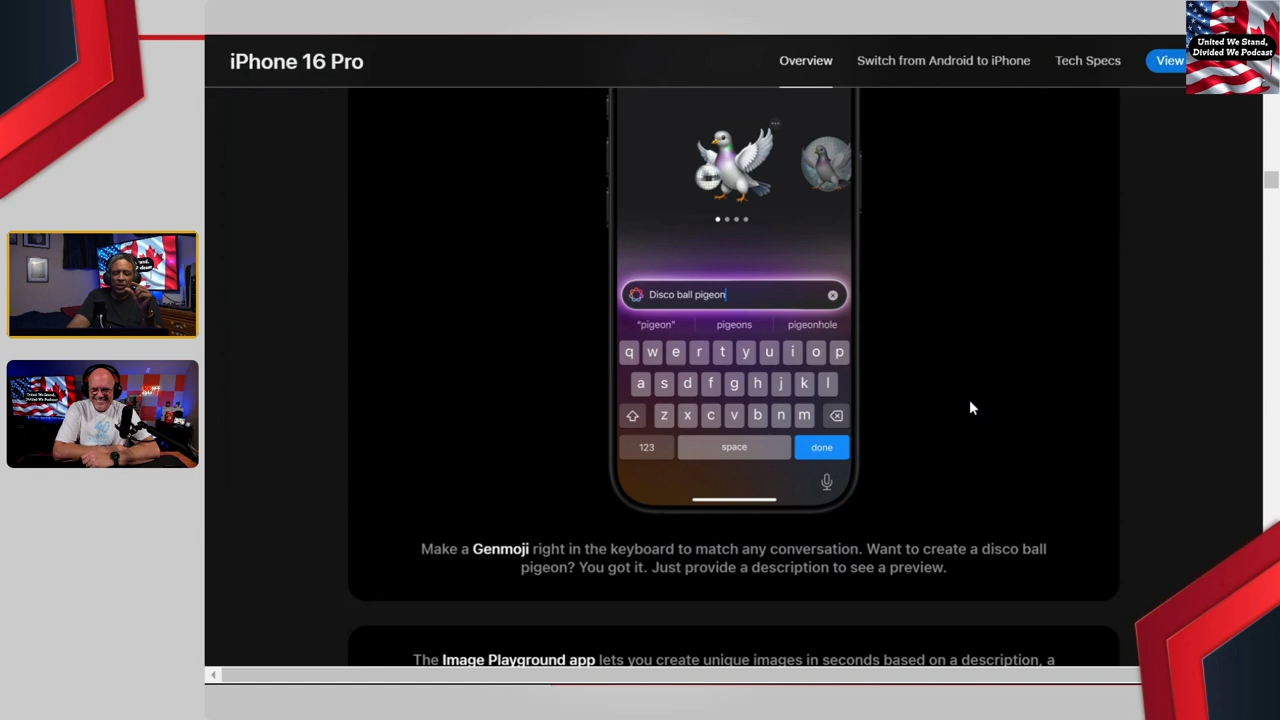 iPhone 16 Pro
Overview
Switch from Android to iPhone
Tech Specs
View
United We Stand,
Divided We Podcast
Disco ball pigeon
"pigeon" pigeons pigeonhole
q w e r t y u i o p
a s d f g h j k l
z x c v b n m
123 space done
Make a Genmoji right in the keyboard to match any conversation. Want to create a disco ball
pigeon? You got it. Just provide a description to see a preview.
The Image Playground app lets you create unique images in seconds based on a description, a